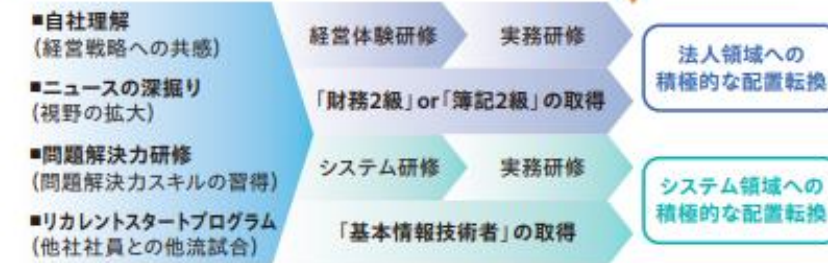 ■自社理解
(経営戦略への共感)
■ニュースの深掘り
(視野の拡大)
■問題解決力研修
(問題解決力スキルの習得)
■リカレントスタートプログラム
(他社社員との他流試合)
経営体験研修
実務研修
「財務2級」or「簿記2級」の取得
システム研修
実務研修
「基本情報技術者」の取得
法人領域への
積極的な配置転換
システム領域への
積極的な配置転換